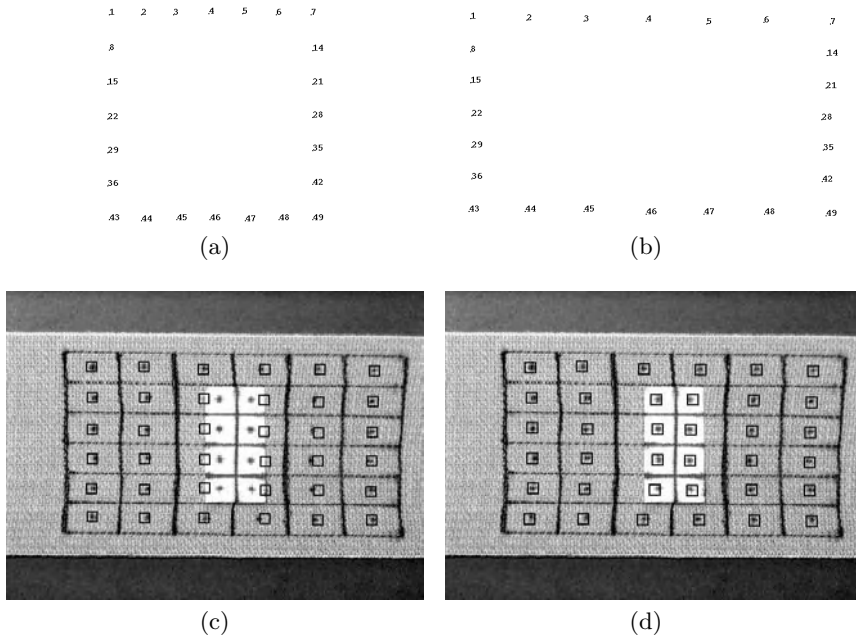 .1 .2 .3 .4 .5 .6 .7
.8 .14
.15 .21
.22 .28
.29 .35
.36 .42
.43 .44 .45 .46 .47 .48 .49
(a)
.1 .2 .3 .4 .5 .6 .7
.8 .14
.15 .21
.22 .28
.29 .35
.36 .42
.43 .44 .45 .46 .47 .48 .49
(b)
(c)
(d)